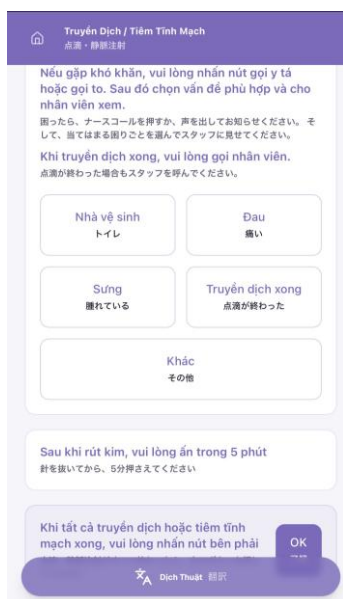 Truyền Dịch / Tiêm Tĩnh Mạch
点滴・静脈注射
Nếu gặp khó khăn, vui lòng nhấn nút gọi y tá
hoặc gọi to. Sau đó chọn vấn đề phù hợp và cho
nhân viên xem.
困ったら、ナースコールを押すか、声を出してお知らせください。 そ
して、当てはまる困りごとを選んでスタッフに見せてください。
Khi truyền dịch xong, vui lòng gọi nhân viên.
点滴が終わった場合もスタッフを呼んでください。
Nhà vệ sinh
トイレ
Đau
痛い
Sưng
腫れている
Truyền dịch xong
点滴が終わった
Khác
その他
Sau khi rút kim, vui lòng ấn trong 5 phút
針を抜いてから、5分押さえてください
Khi tất cả truyền dịch hoặc tiêm tĩnh
mạch xong, vui lòng nhấn nút bên phải
OK
Dịch Thuật 翻訳